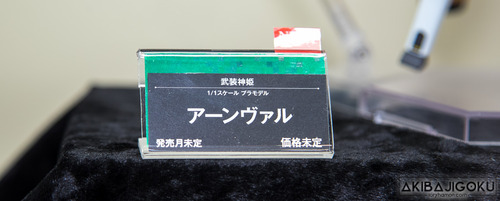 武装神姫
1/1スケール プラモデル
アーンヴァル
発売月未定 価格未定
AKIBAJIGOKU